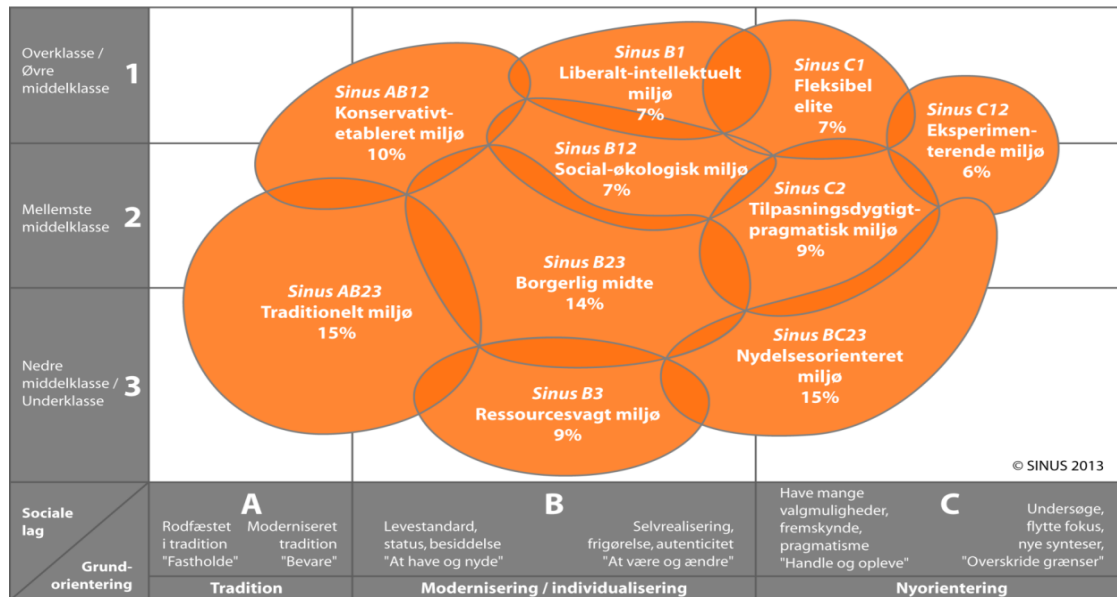 Overklasse /
Øvre
middelklasse
1
Mellemste
middelklasse
2
Nedre
middelklasse /
Underklasse
3
Sinus AB12
Konservativt-
etableret miljø
10%
Sinus B1
Liberalt-intellektuelt
miljø
7%
Sinus C1
Fleksibel
elite
7%
Sinus C12
Eksperimen-
terende miljø
6%
Sinus B12
Social-økologisk miljø
7%
Sinus C2
Tilpasningsdygtigt-
pragmatisk miljø
9%
Sinus AB23
Traditionelt miljø
15%
Sinus B23
Borgerlig midte
14%
Sinus BC23
Nydelsesorienteret
miljø
15%
Sinus B3
Ressourcesvagt miljø
9%
© SINUS 2013
Sociale
lag
Grund-
orientering
A
Rodfæstet
i tradition
"Fastholde"
Moderniseret
tradition
"Bevare"
Tradition
B
Levestandard,
status, besiddelse
"At have og nyde"
Selvrealisering,
frigørelse, autenticitet
"At være og ændre"
Modernisering / individualisering
C
Have mange
valgmuligheder,
fremskynde,
pragmatisme
"Handle og opleve"
Undersøge,
flytte fokus,
nye synteser,
"Overskride grænser"
Nyorientering